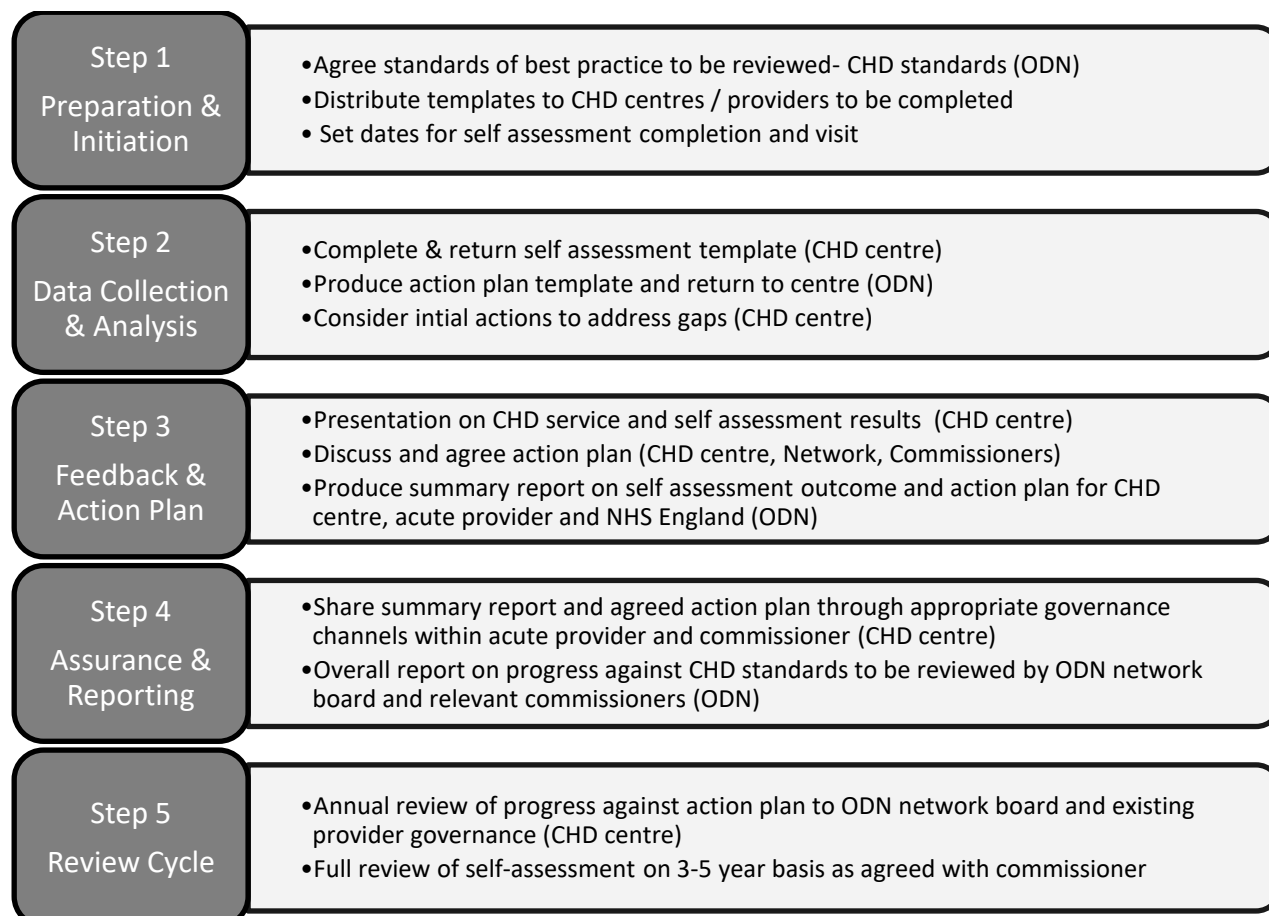 Step 1
Preparation &
Initiation
•Agree standards of best practice to be reviewed- CHD standards (ODN)
•Distribute templates to CHD centres / providers to be completed
• Set dates for self assessment completion and visit
Step 2
Data Collection
& Analysis
•Complete & return self assessment template (CHD centre)
•Produce action plan template and return to centre (ODN)
•Consider intial actions to address gaps (CHD centre)
Step 3
Feedback &
Action Plan
•Presentation on CHD service and self assessment results (CHD centre)
•Discuss and agree action plan (CHD centre, Network, Commissioners)
•Produce summary report on self assessment outcome and action plan for CHD
centre, acute provider and NHS England (ODN)
Step 4
Assurance &
Reporting
•Share summary report and agreed action plan through appropriate governance
channels within acute provider and commissioner (CHD centre)
•Overall report on progress against CHD standards to be reviewed by ODN network
board and relevant commissioners (ODN)
Step 5
Review Cycle
•Annual review of progress against action plan to ODN network board and existing
provider governance (CHD centre)
•Full review of self-assessment on 3-5 year basis as agreed with commissioner